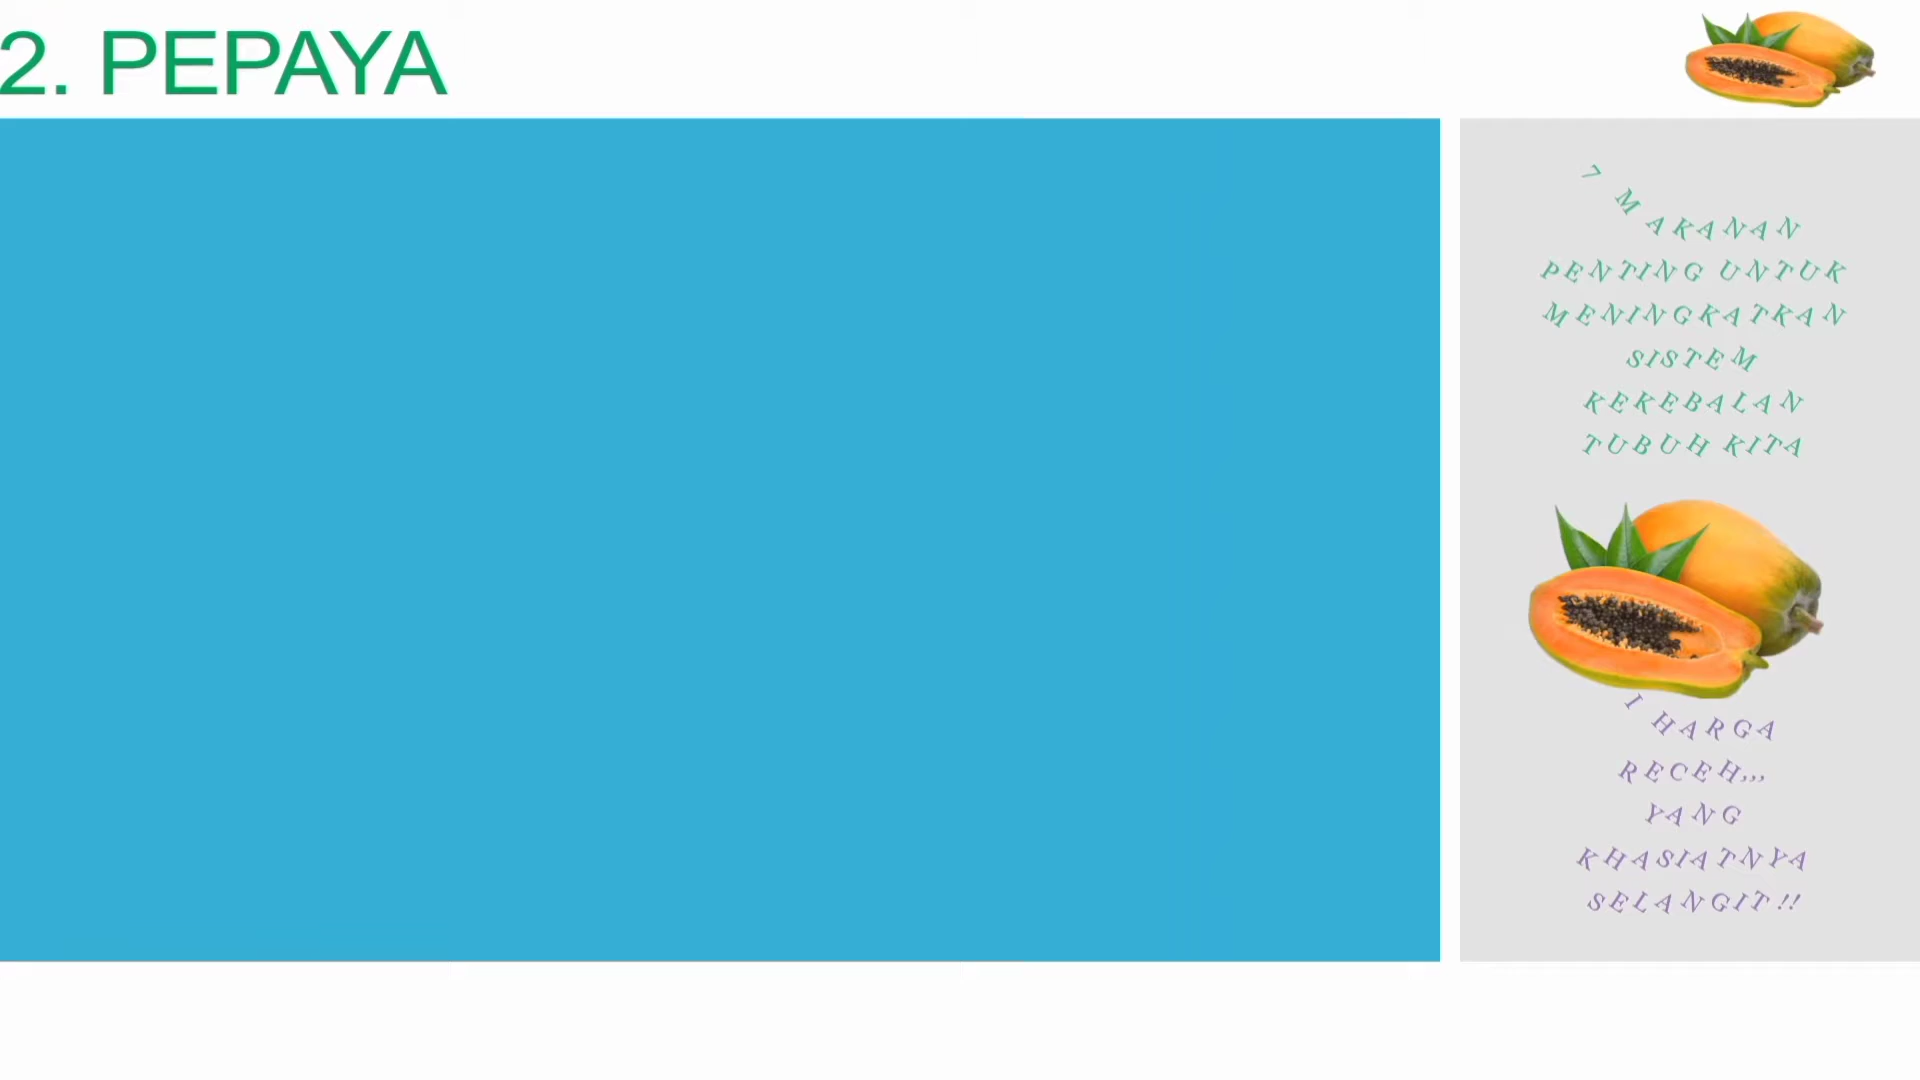 2. PEPAYA
7 MAKANAN
PENTING UNTUK
MENINGKATKAN
SISTEM
KEKEBALAN
TUBUH KITA
I HARGA
RECEH,,,
YANG
KHASIATNYA
SELANGIT !!